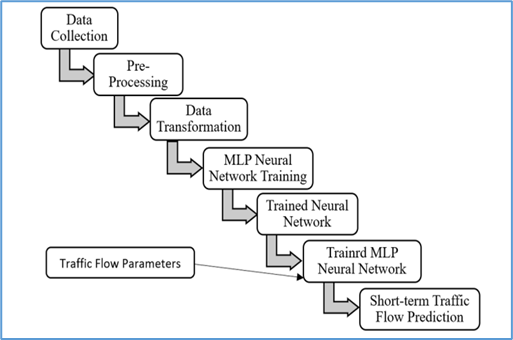 Data
Collection
Pre-
Processing
Data
Transformation
MLP Neural
Network Training
Trained Neural
Network
Trainrd MLP
Neural Network
Traffic Flow Parameters
Short-term Traffic
Flow Prediction